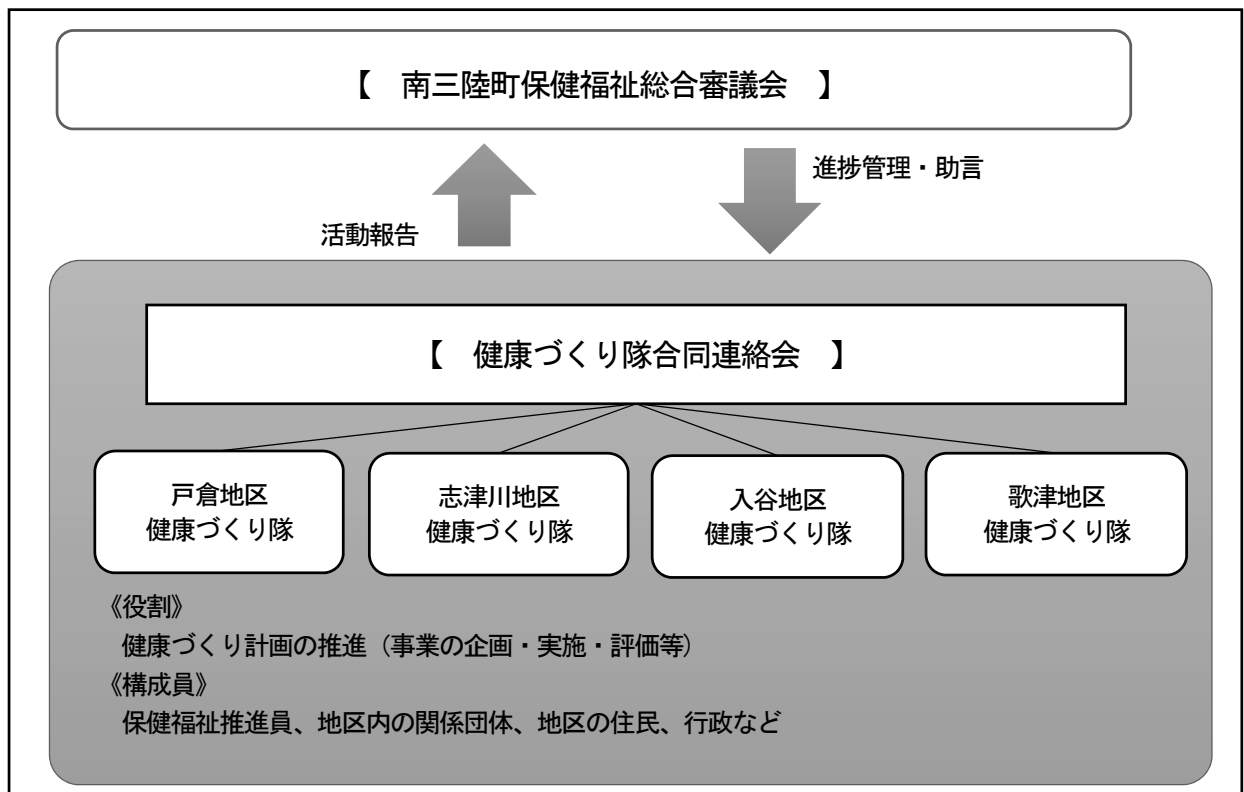 【　南三陸町保健福祉総合審議会　】
進捗管理・助言
活動報告
【　健康づくり隊合同連絡会　】
戸倉地区
健康づくり隊
志津川地区
健康づくり隊
入谷地区
健康づくり隊
歌津地区
健康づくり隊
《役割》
健康づくり計画の推進（事業の企画・実施・評価等）
《構成員》
保健福祉推進員、地区内の関係団体、地区の住民、行政など